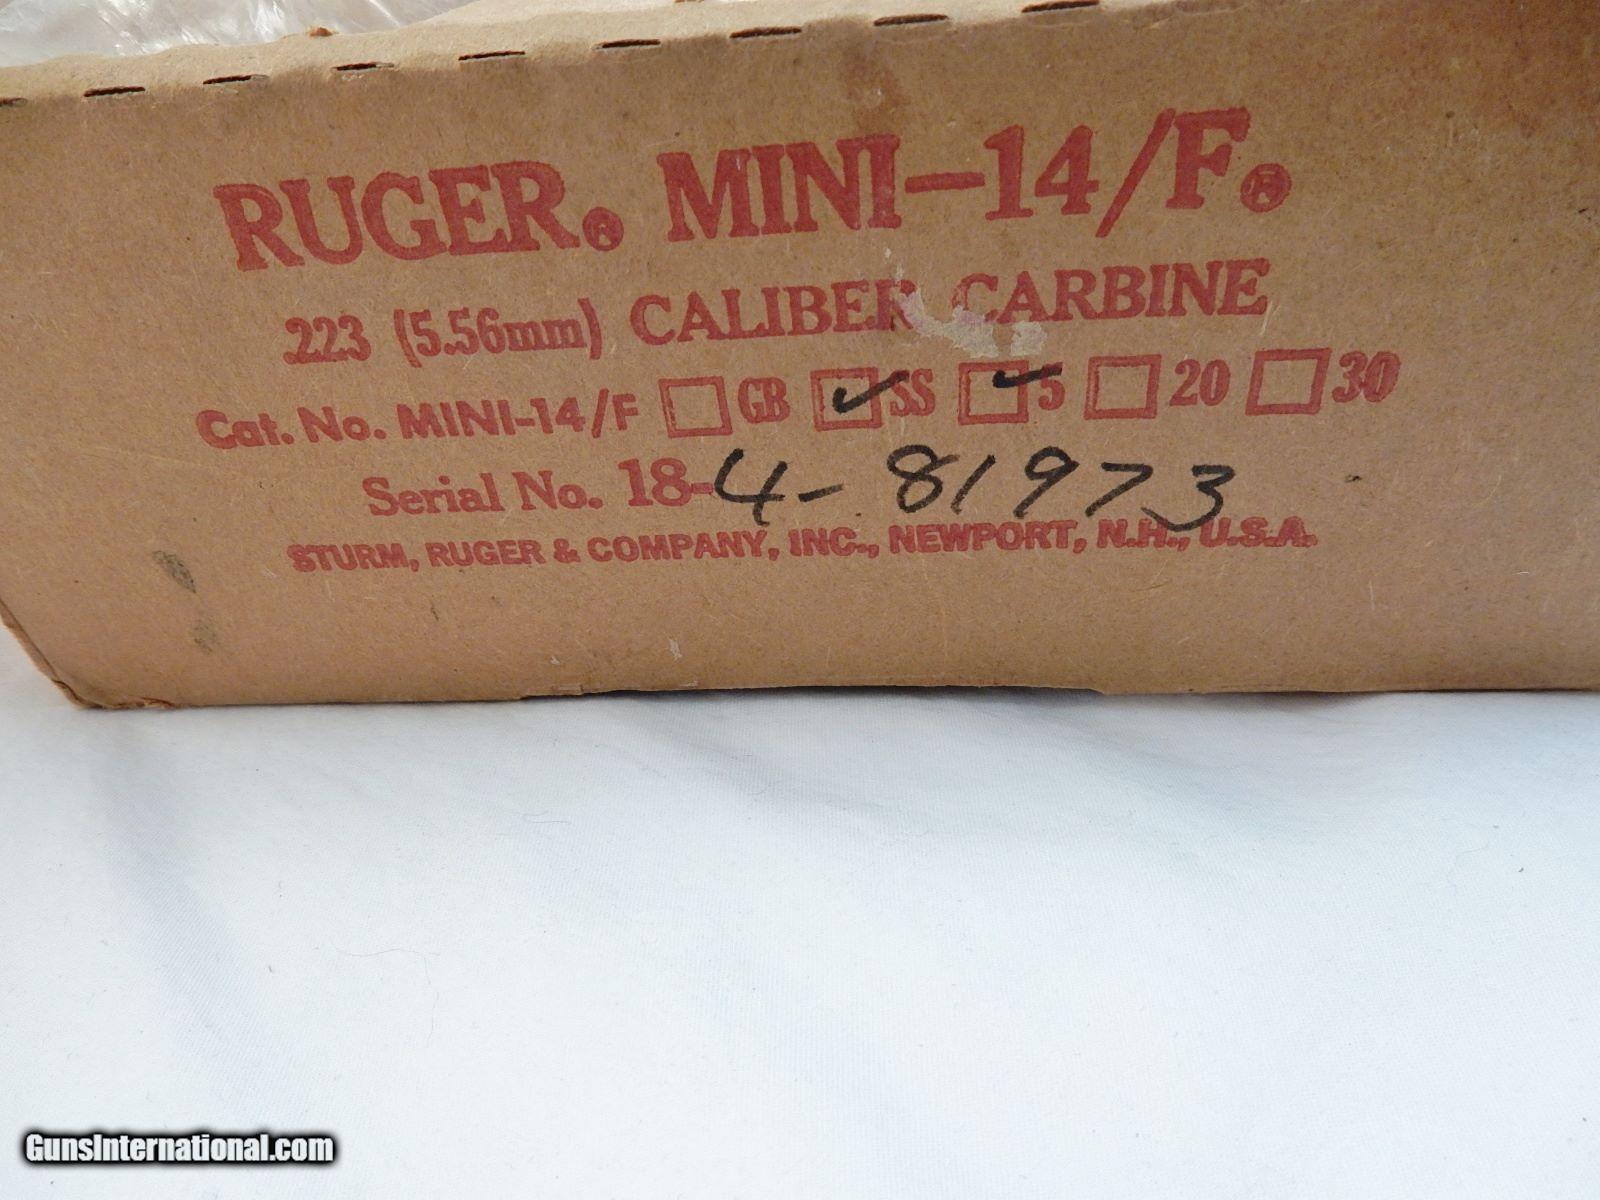 RUGER® MINI-14/F®
.223 (5.56mm) CALIBER CARBINE
Cat. No. MINI-14/F ☐ GB ☑ SS ☑ 5 ☐ 20 ☐ 30
Serial No. 18-4-81973
STURM, RUGER & COMPANY, INC., NEWPORT, N.H., U.S.A.
GunsInternational.com